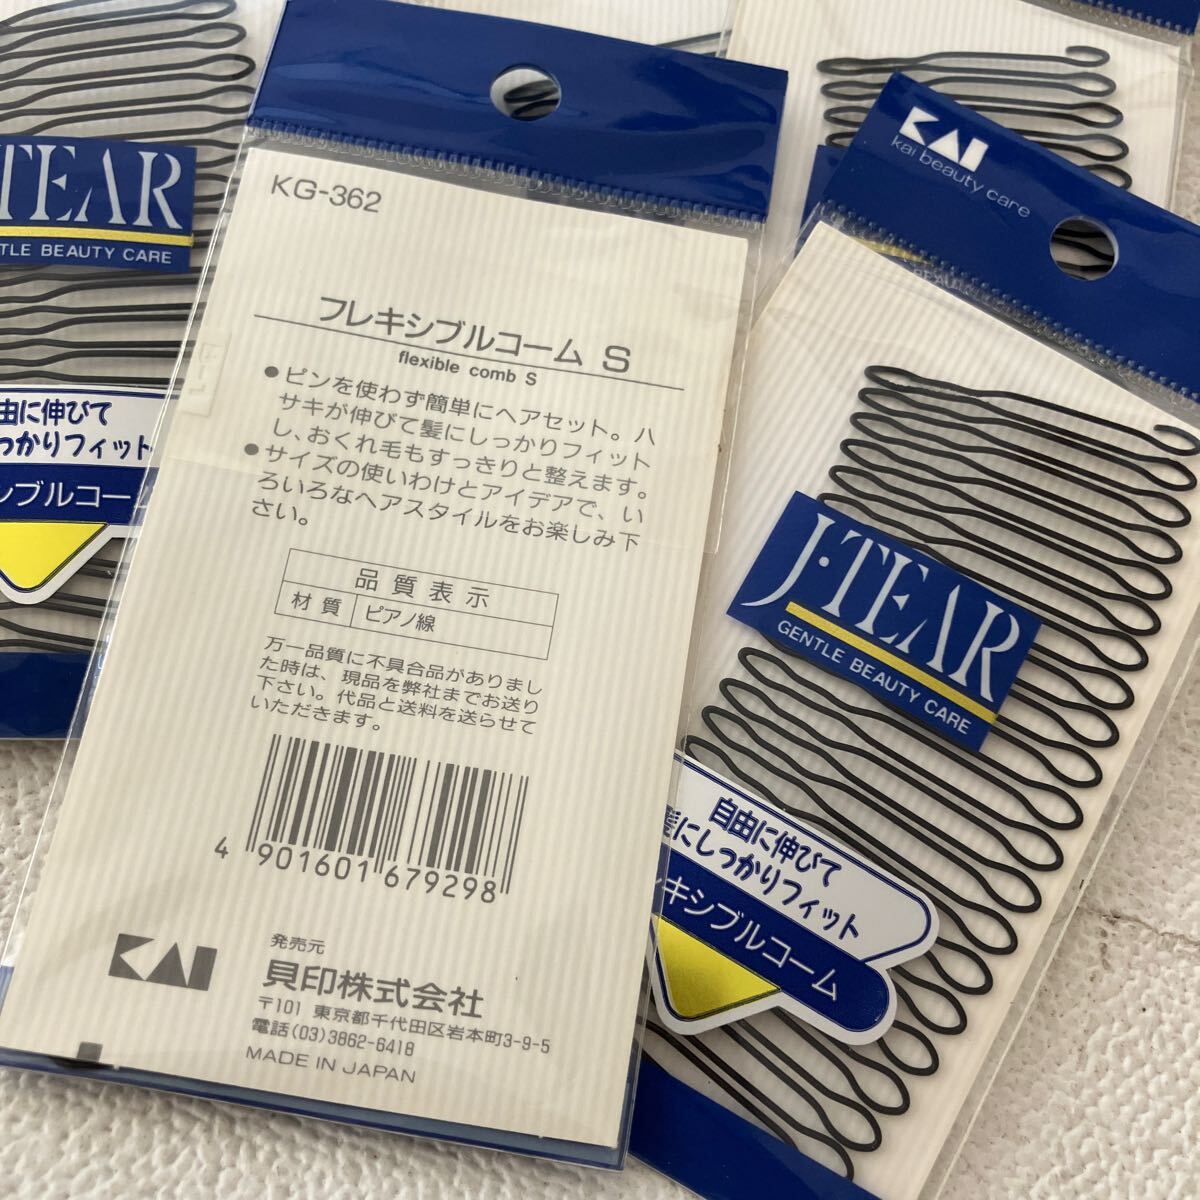 KG-362
フレキシブルコーム S
flexible comb S
●ピンを使わず簡単にヘアセット。ハ
サキが伸びて髪にしっかりフィット
し、おくれ毛もすっきりと整えます。
●サイズの使いわけとアイデアで、い
ろいろなヘアスタイルをお楽しみ下
さい。
品質表示
材質 ピアノ線
万一品質に不具合品がありまし
た時は、現品を弊社までお送り
下さい。代品と送料を送らせて
いただきます。
4 901601 679298
KAI
発売元
貝印株式会社
〒101 東京都千代田区岩本町3-9-5
電話(03)3862-6418
MADE IN JAPAN
TEAR
TLE BEAUTY CARE
由に伸びて
っかりフィット
シブルコーム
KAI
kai beauty care
J・TEAR
GENTLE BEAUTY CARE
自由に伸びて
髪にしっかりフィット
キシブルコーム